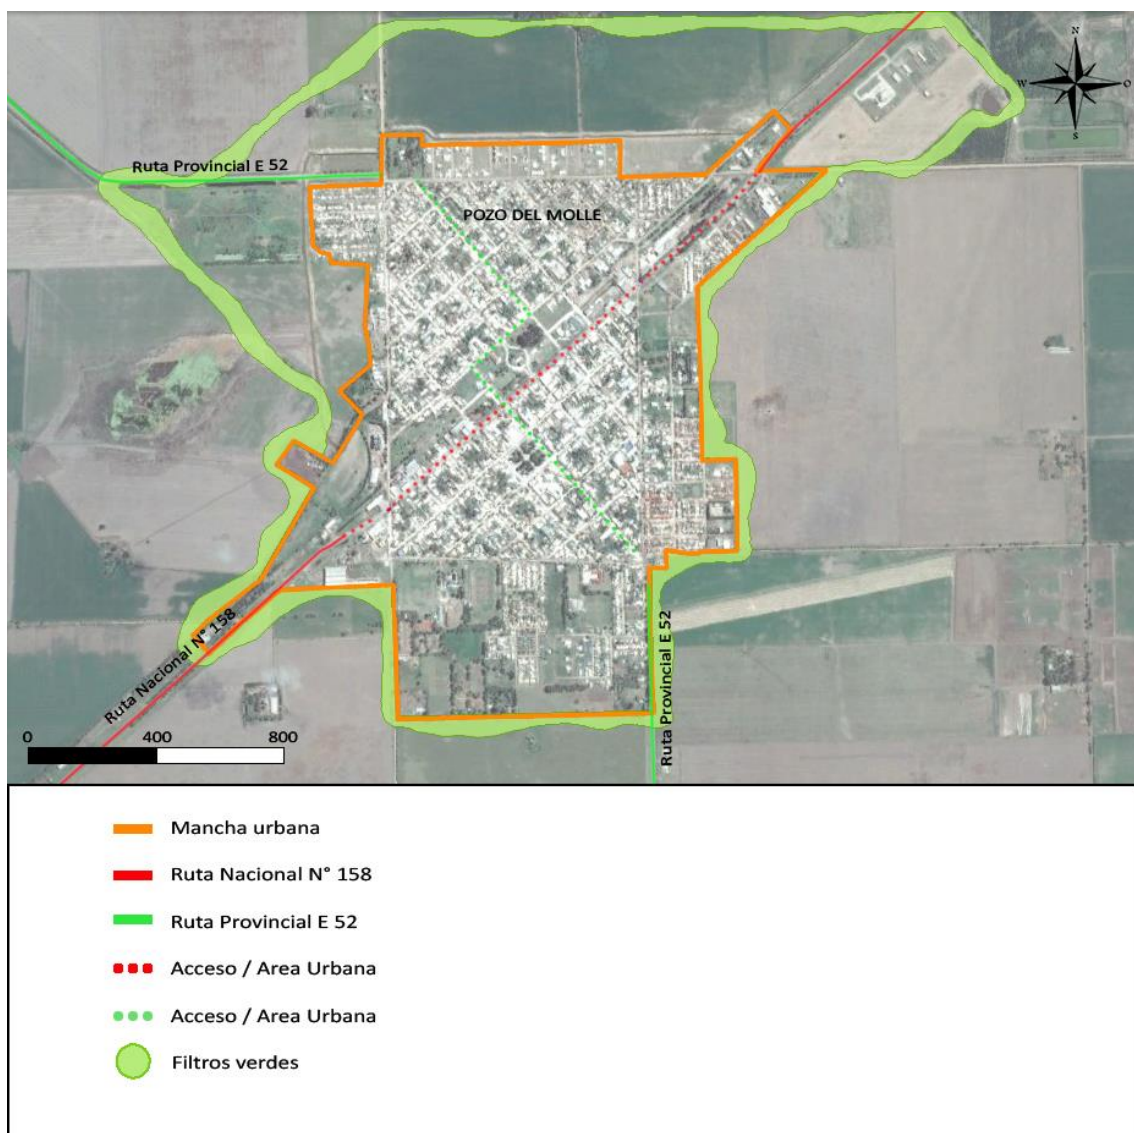 N
W
O
S
Ruta Provincial E 52
POZO DEL MOLLE
Ruta Nacional N° 158
Ruta Provincial E 52
0 400 800
Mancha urbana
Ruta Nacional N° 158
Ruta Provincial E 52
Acceso / Area Urbana
Acceso / Area Urbana
Filtros verdes